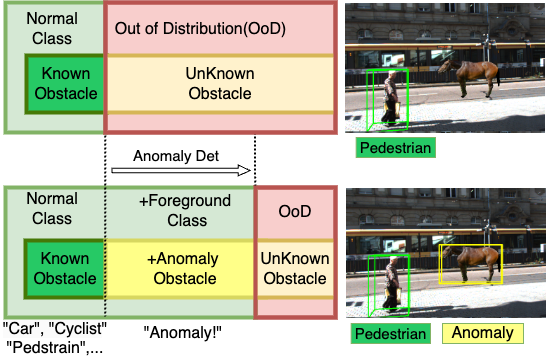 Normal
Class
Out of Distribution(OoD)
Known
Obstacle
UnKnown
Obstacle
Pedestrian
Anomaly Det
Normal
Class
+Foreground
Class
OoD
Known
Obstacle
+Anomaly
Obstacle
UnKnown
Obstacle
"Car", "Cyclist"
"Pedstrain",...
"Anomaly!"
Pedestrian
Anomaly